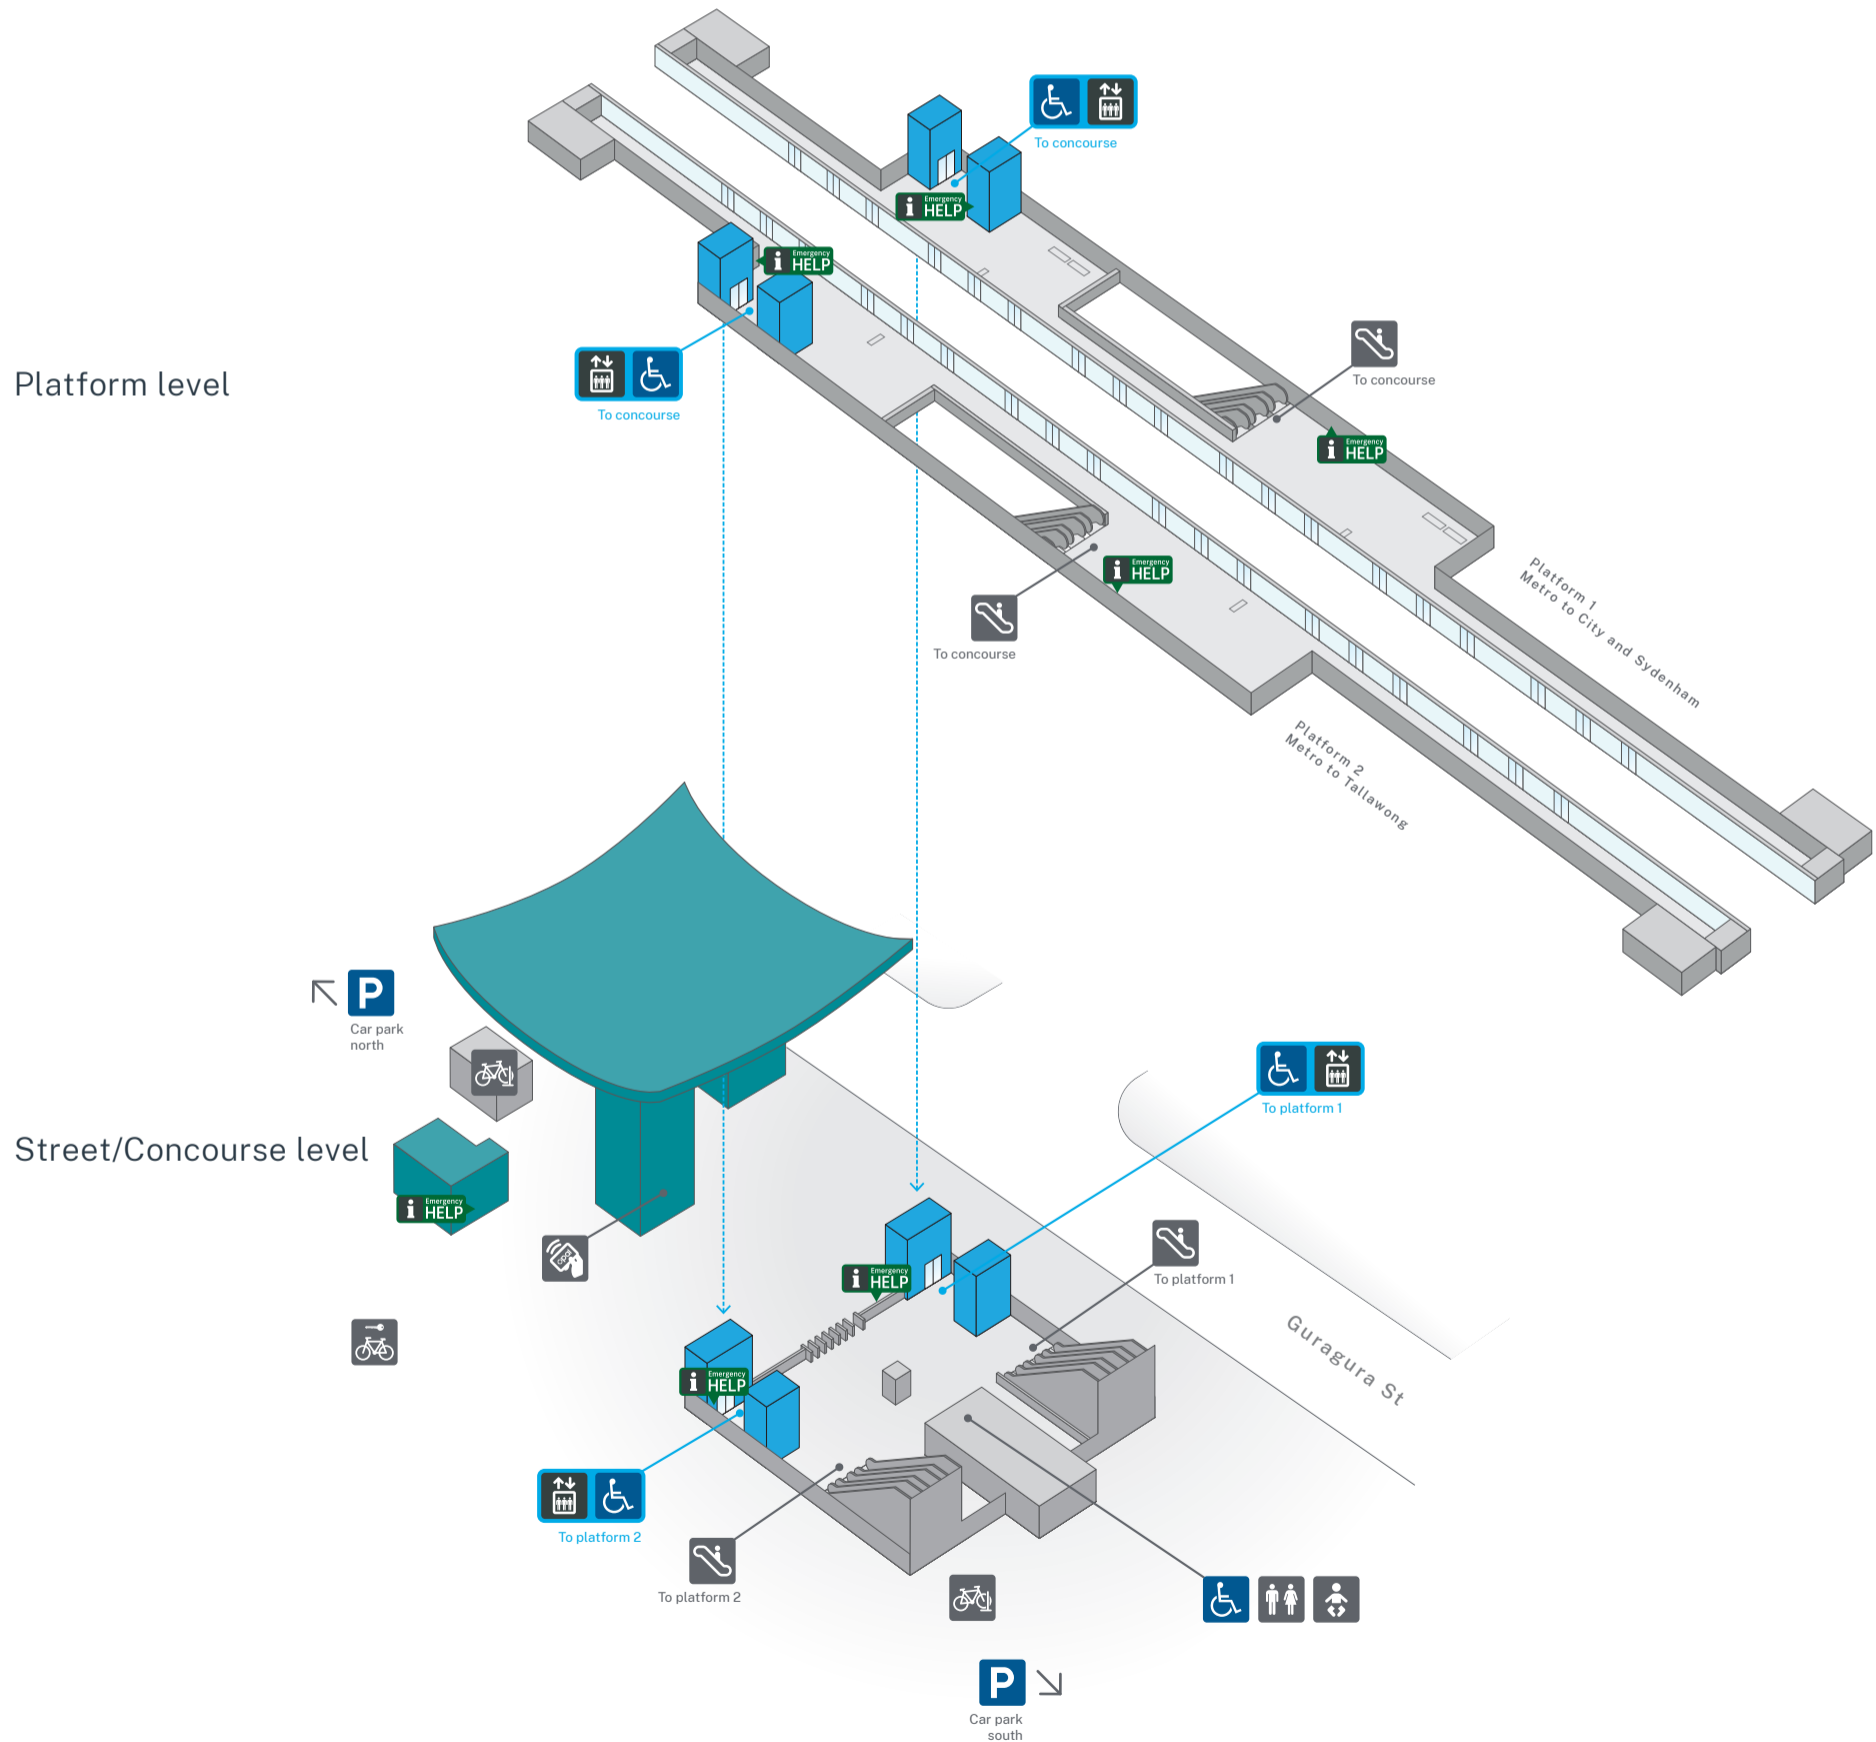 To concourse
Emergency
HELP
Emergency
HELP
Platform level
To concourse
To concourse
Emergency
HELP
Emergency
HELP
To concourse
Platform 1
Metro to City and Sydenham
Platform 2
Metro to Tallawong
P
Car park
north
Street/Concourse level
To platform 1
Emergency
HELP
opal
Emergency
HELP
To platform 1
Guragura St
Emergency
HELP
To platform 2
To platform 2
P
Car park
south